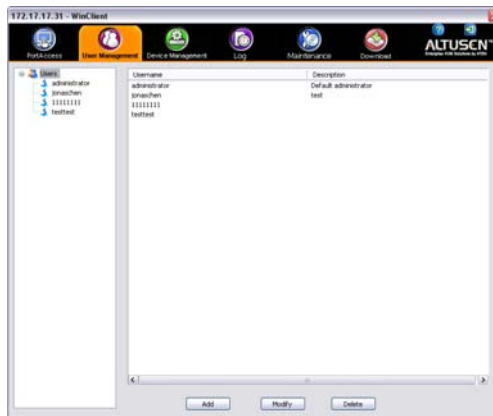 172.17.17.31 - WinClient
PortAccess User Management Device Management Log Maintenance Download
ALTUSEN
Users
administrator
jonaschen
11111111
testtest
Username Description
administrator Default administrator
jonaschen test
11111111
testtest
Add Modify Delete